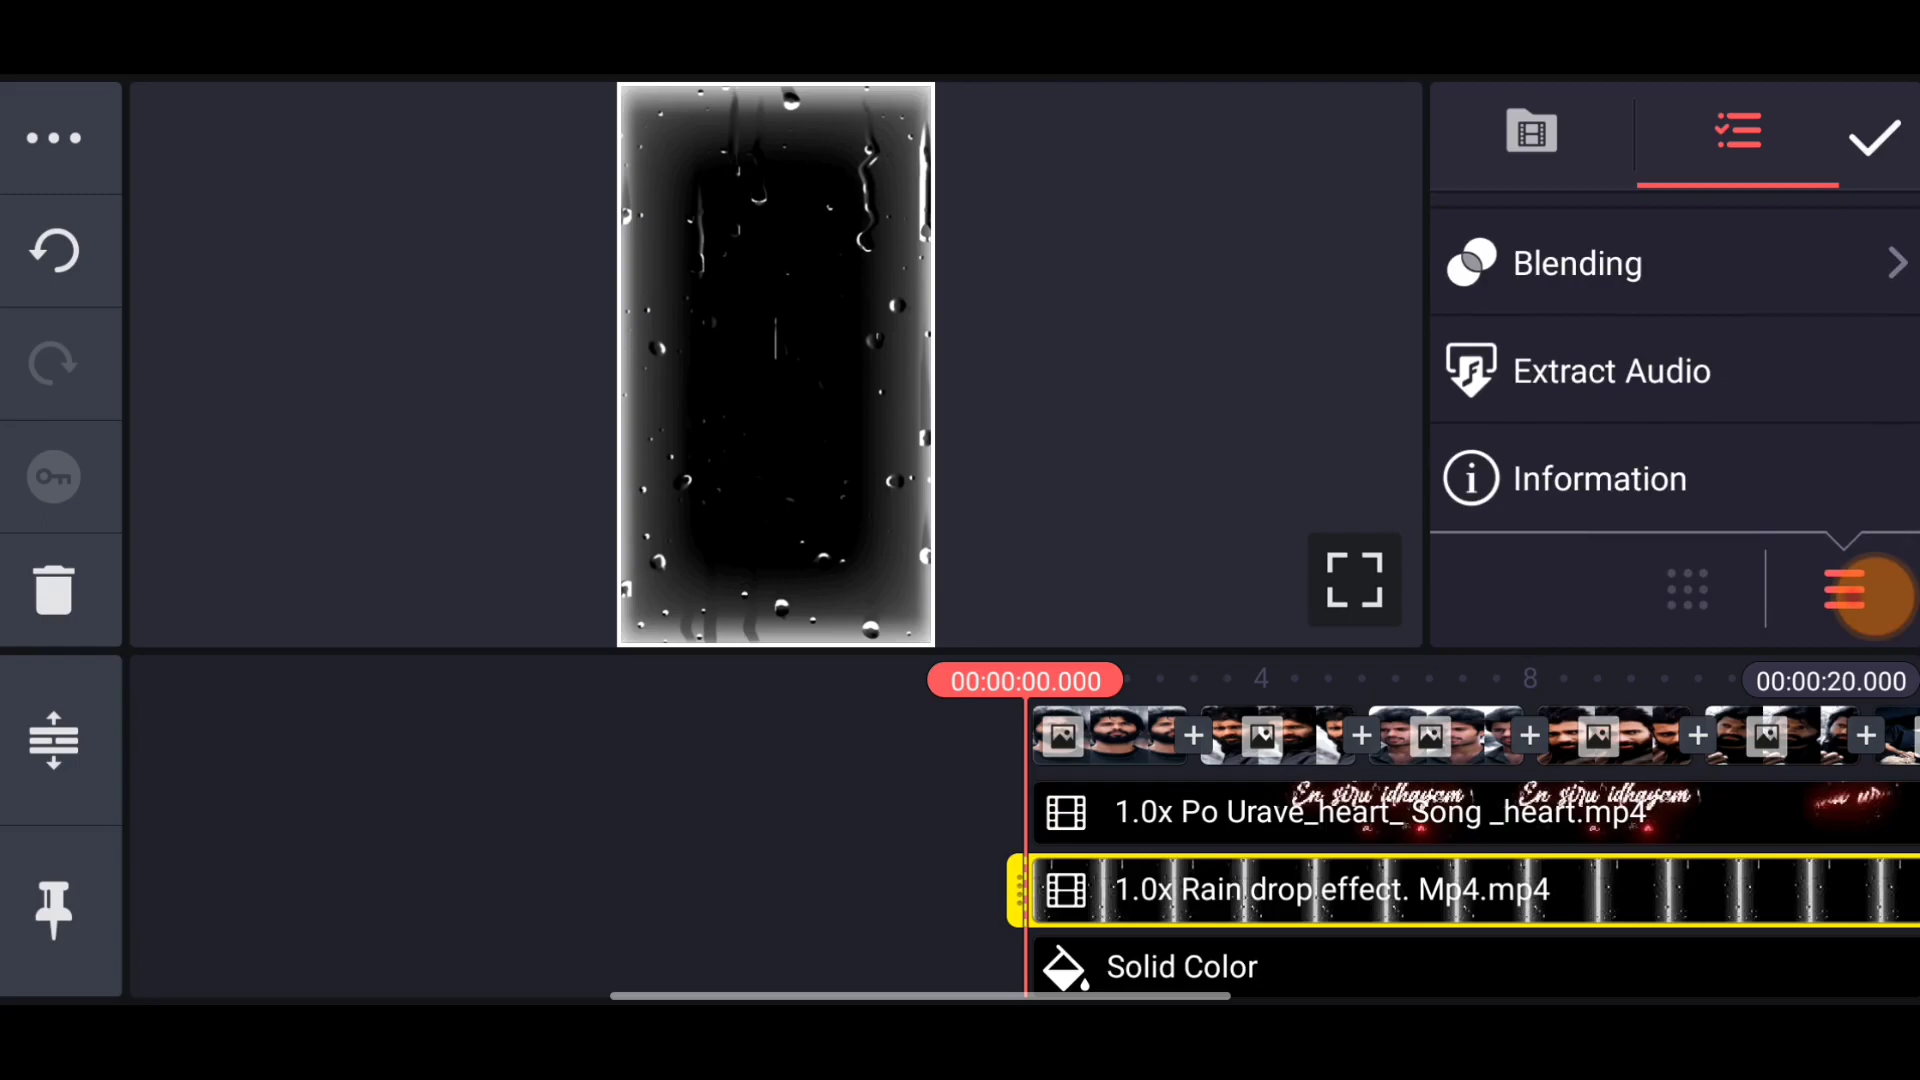 Blending
Extract Audio
Information
00:00:00.000
4
8
00:00:20.000
En siru idhayam
En siru idhayam
1.0x Po Urave_heart_ Song _heart.mp4
1.0x Rain drop effect. Mp4.mp4
Solid Color